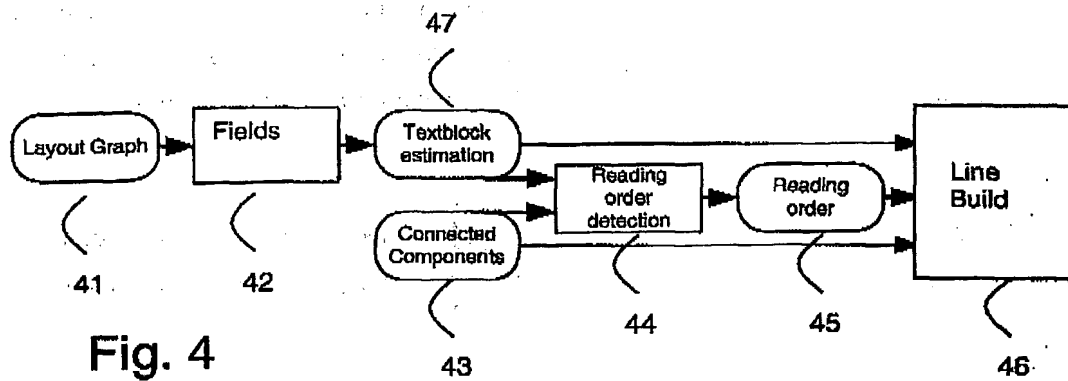 47
Layout Graph
Fields
Textblock
estimation
Reading
order
detection
Reading
order
Line
Build
Connected
Components
41
42
43
44
45
46
Fig. 4